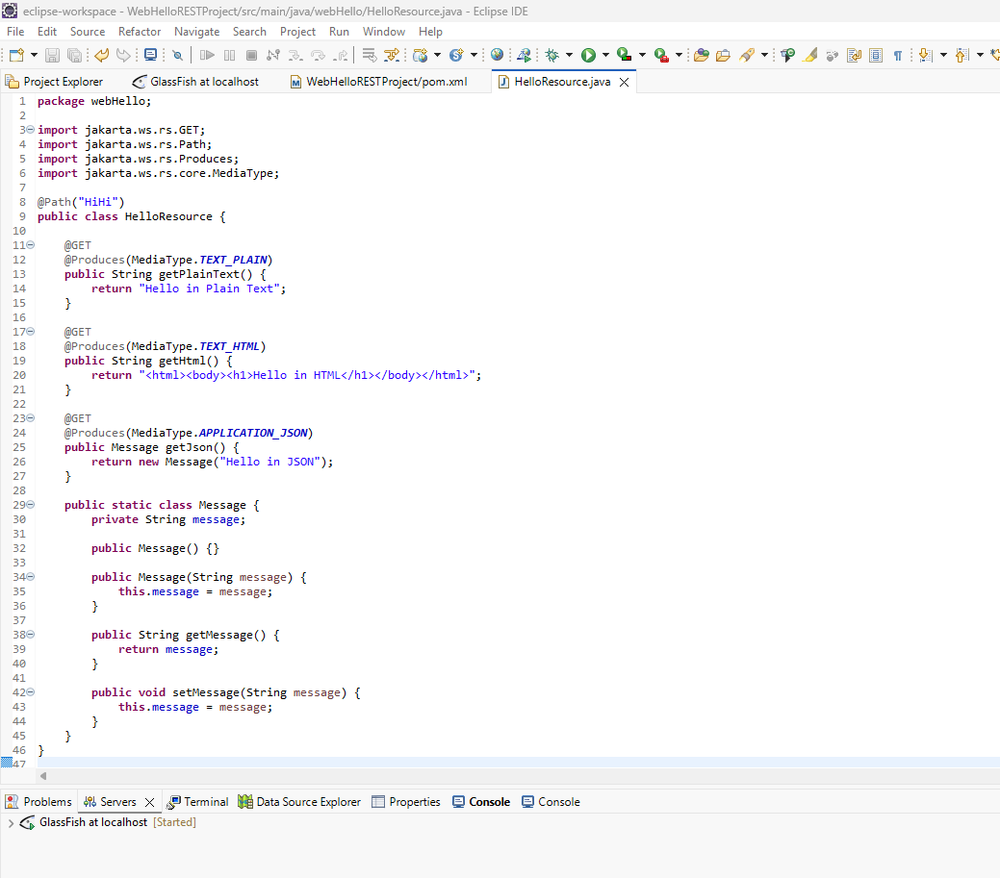 eclipse-workspace - WebHelloRESTProject/src/main/java/webHello/HelloResource.java - Eclipse IDE
File Edit Source Refactor Navigate Search Project Run Window Help
Project Explorer GlassFish at localhost WebHelloRESTProject/pom.xml HelloResource.java
1 package webHello;
2
3 import jakarta.ws.rs.GET;
4 import jakarta.ws.rs.Path;
5 import jakarta.ws.rs.Produces;
6 import jakarta.ws.rs.core.MediaType;
7
8 @Path("HiHi")
9 public class HelloResource {
10
11     @GET
12     @Produces(MediaType.TEXT_PLAIN)
13     public String getPlainText() {
14         return "Hello in Plain Text";
15     }
16
17     @GET
18     @Produces(MediaType.TEXT_HTML)
19     public String getHtml() {
20         return "<html><body><h1>Hello in HTML</h1></body></html>";
21     }
22
23     @GET
24     @Produces(MediaType.APPLICATION_JSON)
25     public Message getJson() {
26         return new Message("Hello in JSON");
27     }
28
29     public static class Message {
30         private String message;
31
32         public Message() {}
33
34         public Message(String message) {
35             this.message = message;
36         }
37
38         public String getMessage() {
39             return message;
40         }
41
42         public void setMessage(String message) {
43             this.message = message;
44         }
45     }
46 }
47
Problems Servers Terminal Data Source Explorer Properties Console Console
GlassFish at localhost [Started]